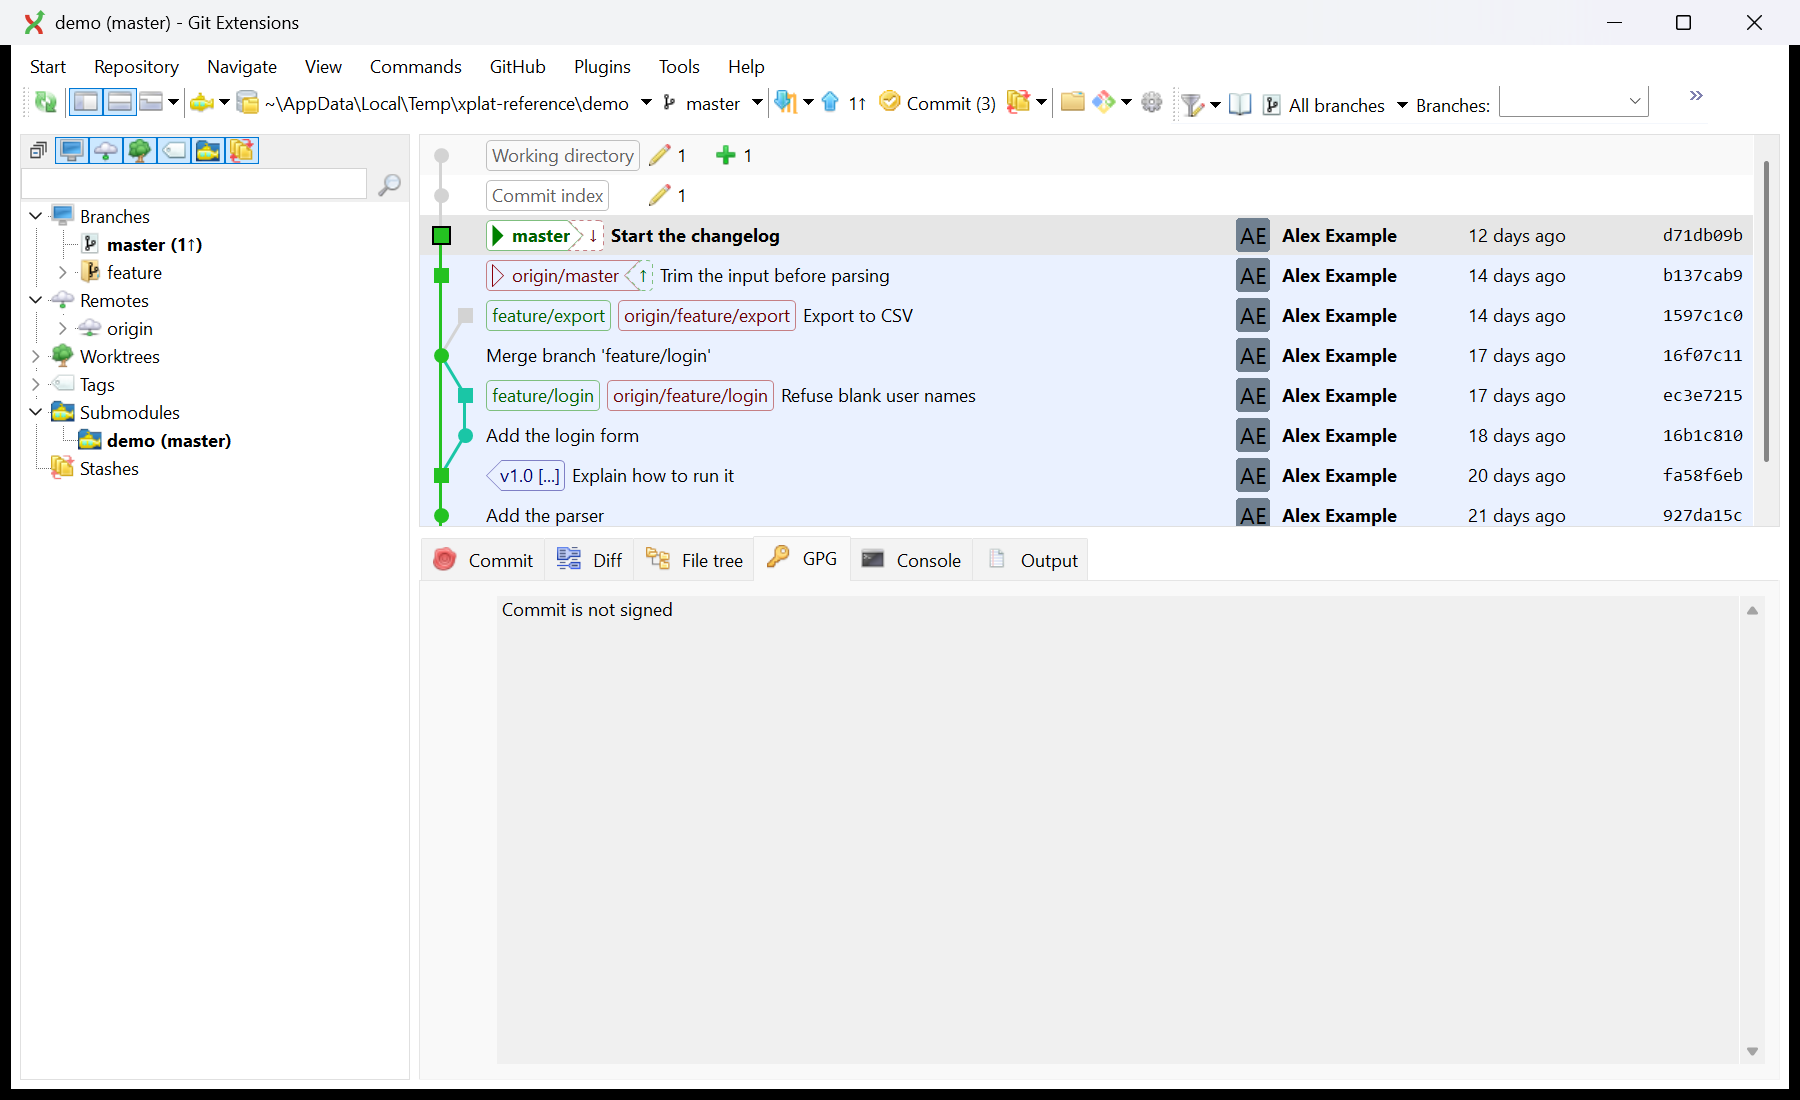 demo (master) - Git Extensions
Start Repository Navigate View Commands GitHub Plugins Tools Help
~\AppData\Local\Temp\xplat-reference\demo master 1↑ Commit (3) All branches Branches: »
Working directory 1 1
Commit index 1
master ↓ Start the changelog AE Alex Example 12 days ago d71db09b
origin/master ↑ Trim the input before parsing AE Alex Example 14 days ago b137cab9
feature/export origin/feature/export Export to CSV AE Alex Example 14 days ago 1597c1c0
Merge branch 'feature/login' AE Alex Example 17 days ago 16f07c11
feature/login origin/feature/login Refuse blank user names AE Alex Example 17 days ago ec3e7215
Add the login form AE Alex Example 18 days ago 16b1c810
v1.0 [...] Explain how to run it AE Alex Example 20 days ago fa58f6eb
Add the parser AE Alex Example 21 days ago 927da15c
Branches
master (1↑)
feature
Remotes
origin
Worktrees
Tags
Submodules
demo (master)
Stashes
Commit Diff File tree GPG Console Output
Commit is not signed